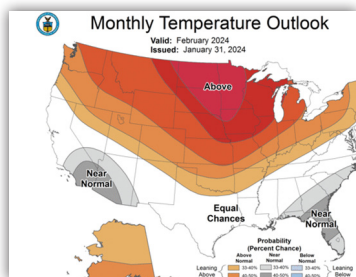 Monthly Temperature Outlook
Valid: February 2024
Issued: January 31, 2024
Above
Near
Normal
Equal
Chances
Near
Normal
Probability
(Percent Chance)
Above Normal
Near Normal
Below Normal
Leaning Above
33-40%
33-40%
33-40%
Leaning Below
40-50%
40-50%
40-50%